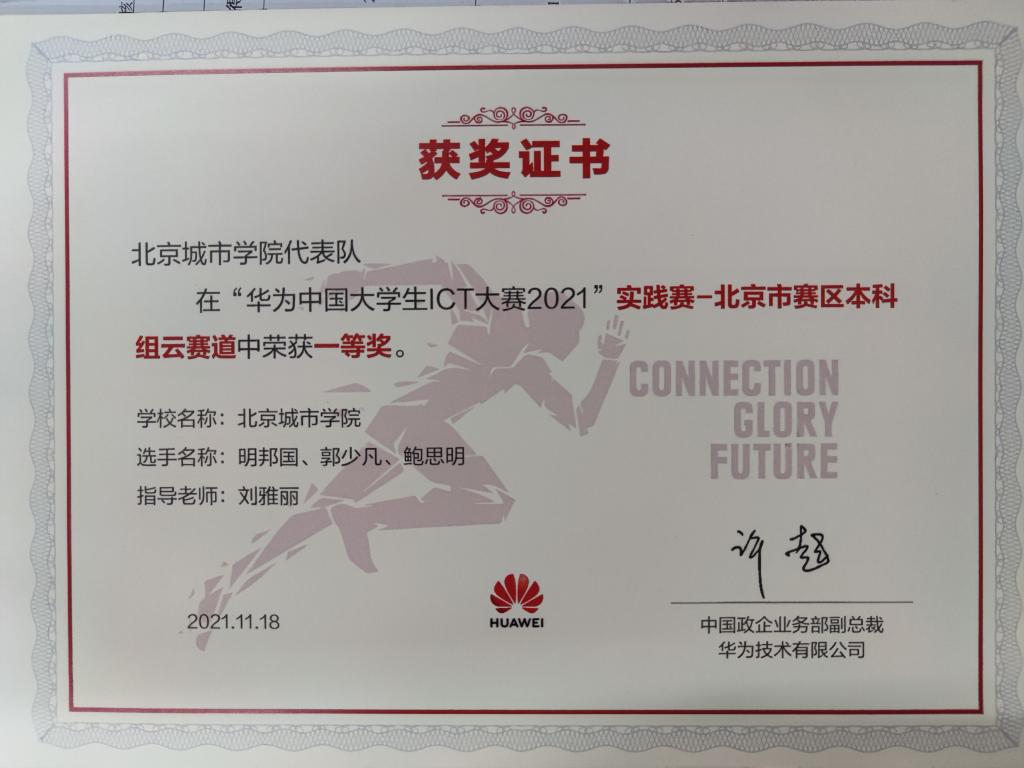 获奖证书
北京城市学院代表队
在“华为中国大学生ICT大赛2021”实践赛-北京市赛区本科
组云赛道中荣获一等奖。
CONNECTION
GLORY
FUTURE
学校名称：北京城市学院
选手名称：明邦国、郭少凡、鲍思明
指导老师：刘雅丽
2021.11.18
HUAWEI
中国政企业务部副总裁
华为技术有限公司